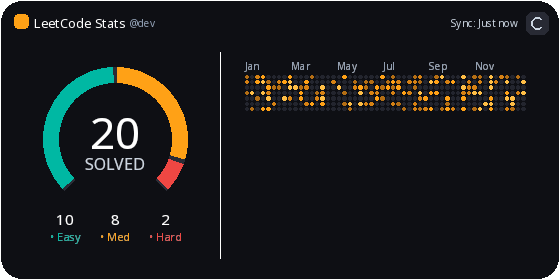 LeetCode Stats @dev
Sync: Just now
20
SOLVED
10 8 2
• Easy • Med • Hard
Jan Mar May Jul Sep Nov